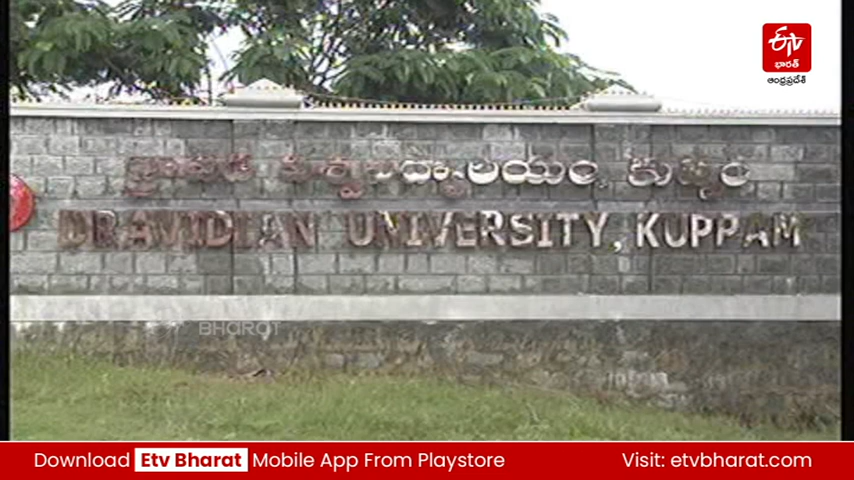 ETV
భారత్
ఆంధ్రప్రదేశ్
ద్రావిడ విశ్వవిద్యాలయం, కుప్పం
DRAVIDIAN UNIVERSITY, KUPPAM
BHARAT
Download Etv Bharat Mobile App From Playstore
Visit: etvbharat.com